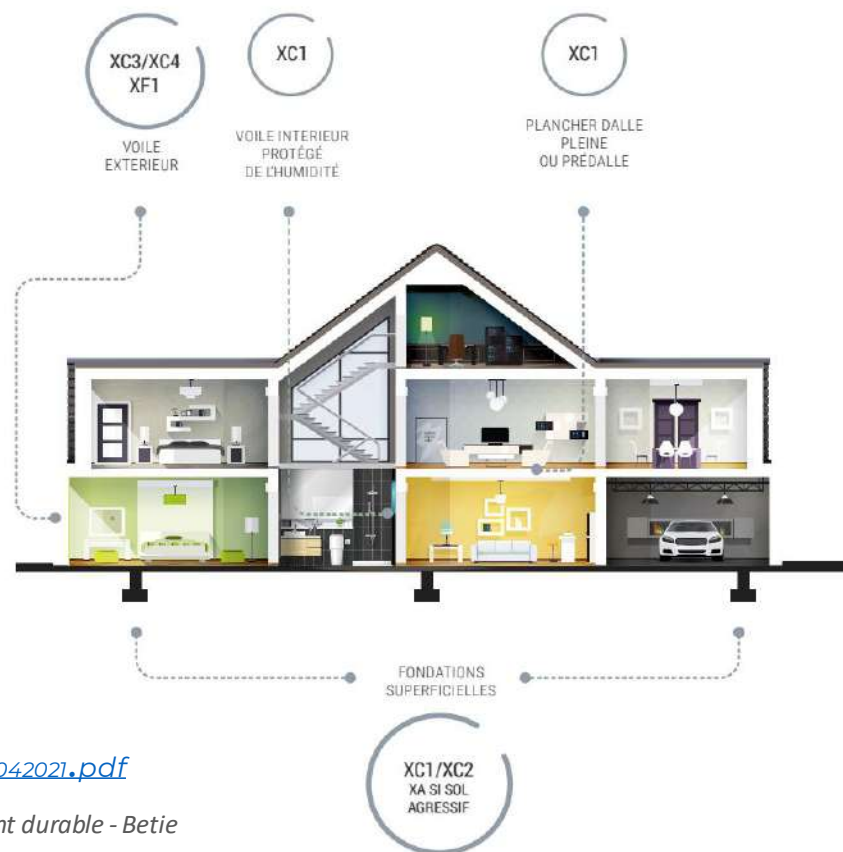 XC3/XC4
XF1
VOILE
EXTERIEUR
XC1
VOILE INTERIEUR
PROTÉGÉ
DE L'HUMIDITÉ
XC1
PLANCHER DALLE
PLEINE
OU PRÉDALLE
FONDATIONS
SUPERFICIELLES
XC1/XC2
XA SI SOL
AGRESSIF
042021.pdf
nt durable - Betie